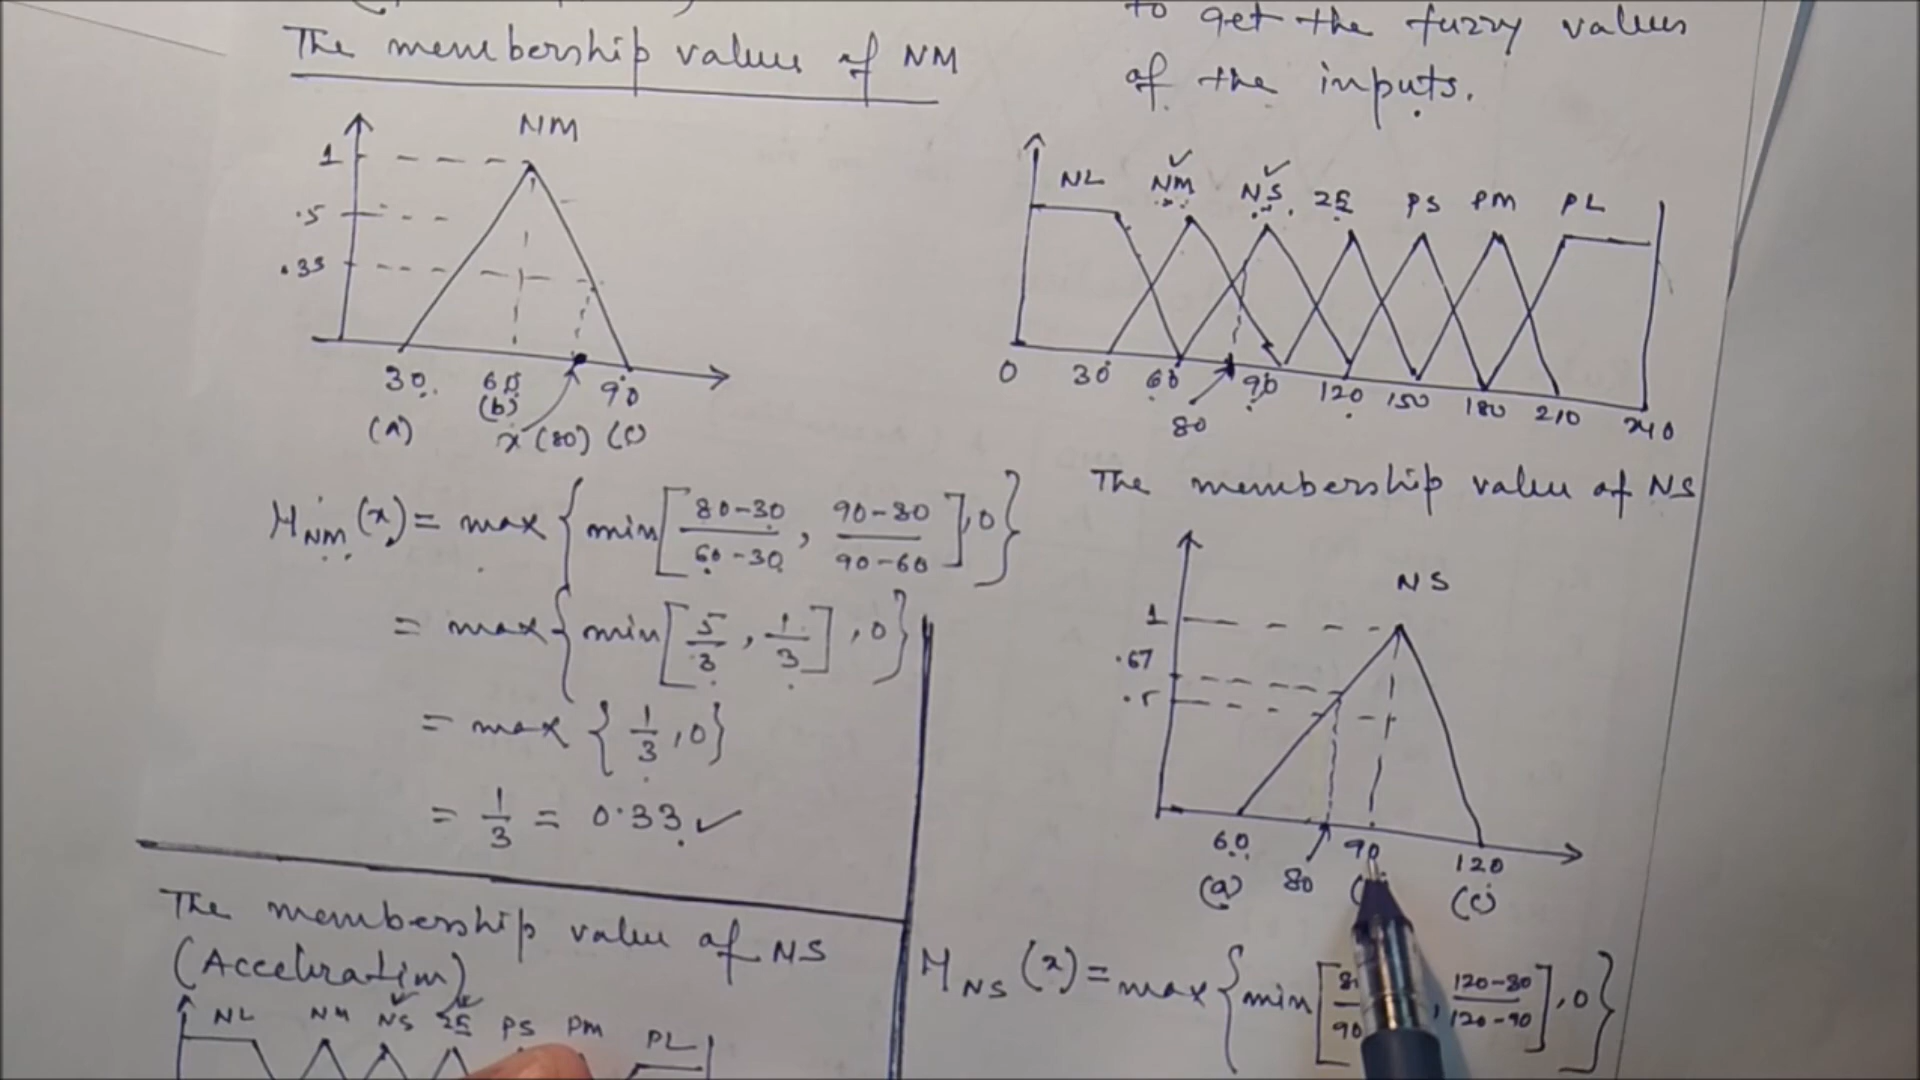 The membership value of NM
NM
1
.5
.33
30 60 90
(a) (b) x (80) (c)
μNM(x) = max { min [ 80-30/60-30 , 90-80/90-60 ], 0 }
= max { min [ 5/3 , 1/3 ] , 0 }
= max { 1/3 , 0 }
= 1/3 = 0.33 ✓
The membership value of NS
(Acceleration)
NL NM NS ZE PS PM PL
to get the fuzzy values
of the inputs.
NL NM NS ZE PS PM PL
0 30 60 90 120 150 180 210 240
80
The membership value of NS
NS
1
.67
.5
60 80 90 120
(a) (c)
μNS (x) = max { min [ 8 /90 , 120-80/120-90 ], 0 }